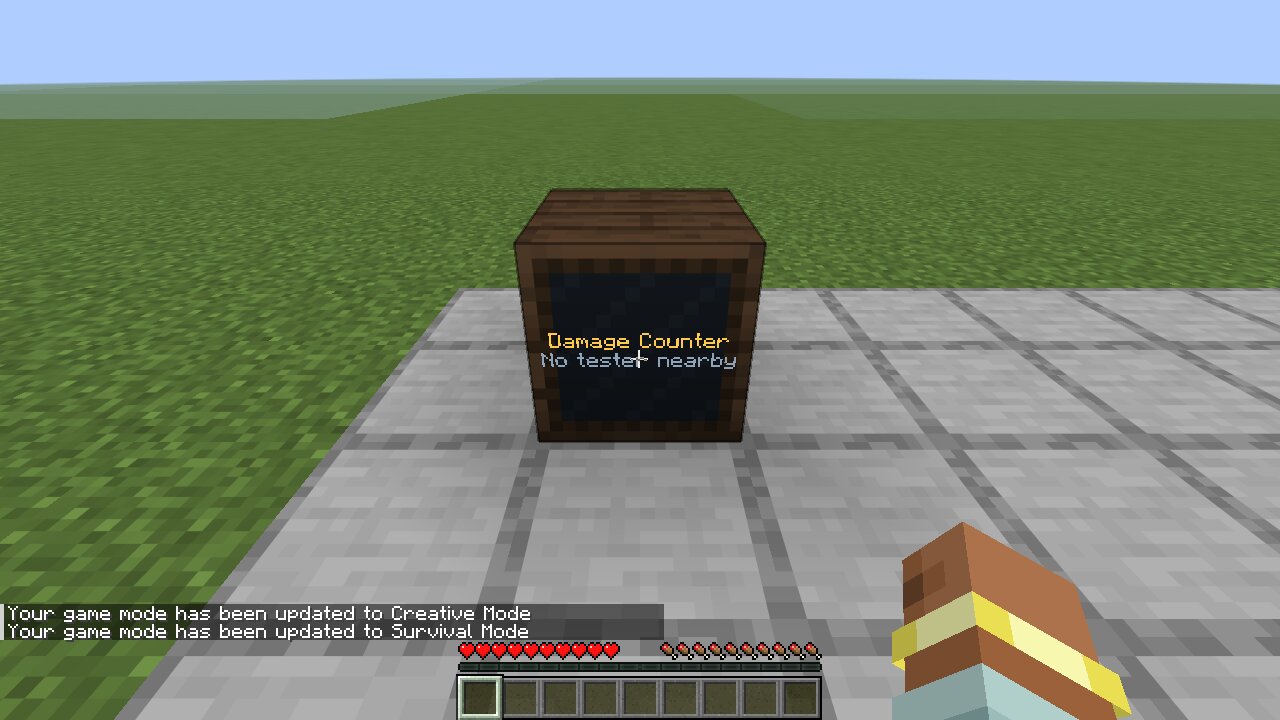 Damage Counter
No tester nearby
Your game mode has been updated to Creative Mode
Your game mode has been updated to Survival Mode